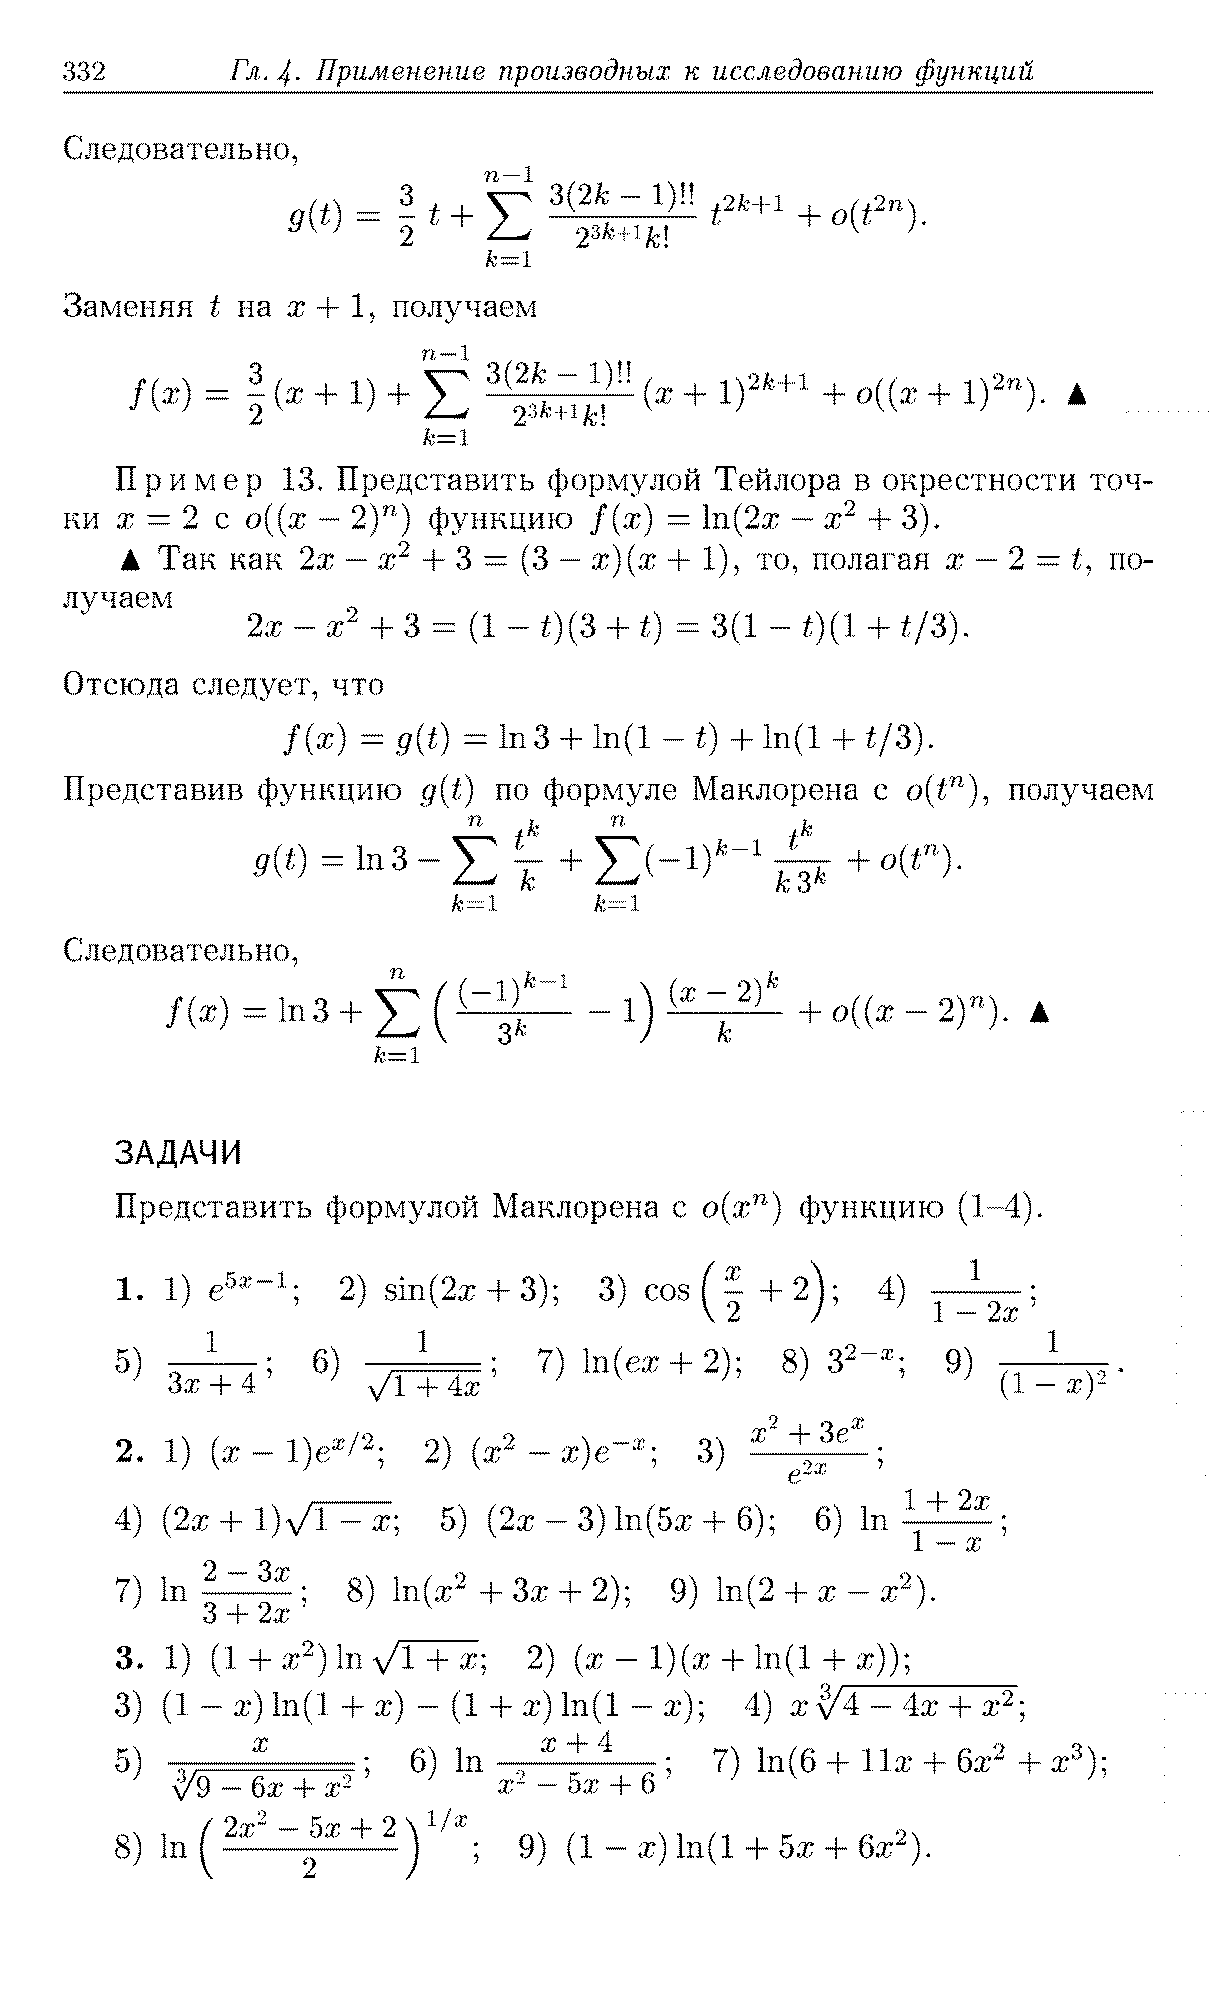 332 Гл. 4. Применение производных к исследованию функций
Следовательно,
g(t) = \frac{3}{2} t + \sum_{k=1}^{n-1} \frac{3(2k-1)!!}{2^{3k+1}k!} t^{2k+1} + o(t^{2n}).
Заменяя t на x + 1, получаем
f(x) = \frac{3}{2}(x+1) + \sum_{k=1}^{n-1} \frac{3(2k-1)!!}{2^{3k+1}k!}(x+1)^{2k+1} + o((x+1)^{2n}). ▲
Пример 13. Представить формулой Тейлора в окрестности точ-
ки x = 2 с o((x − 2)^n) функцию f(x) = ln(2x − x^2 + 3).
▲ Так как 2x − x^2 + 3 = (3 − x)(x + 1), то, полагая x − 2 = t, по-
лучаем
2x − x^2 + 3 = (1 − t)(3 + t) = 3(1 − t)(1 + t/3).
Отсюда следует, что
f(x) = g(t) = ln 3 + ln(1 − t) + ln(1 + t/3).
Представив функцию g(t) по формуле Маклорена с o(t^n), получаем
g(t) = ln 3 − \sum_{k=1}^{n} \frac{t^k}{k} + \sum_{k=1}^{n} (−1)^{k−1} \frac{t^k}{k 3^k} + o(t^n).
Следовательно,
f(x) = ln 3 + \sum_{k=1}^{n} \left( \frac{(−1)^{k−1}}{3^k} − 1 \right) \frac{(x−2)^k}{k} + o((x − 2)^n). ▲
ЗАДАЧИ
Представить формулой Маклорена с o(x^n) функцию (1–4).
1. 1) e^{5x−1}; 2) sin(2x + 3); 3) cos \left( \frac{x}{2} + 2 \right); 4) \frac{1}{1 − 2x};
5) \frac{1}{3x + 4}; 6) \frac{1}{\sqrt{1 + 4x}}; 7) ln(ex + 2); 8) 3^{2−x}; 9) \frac{1}{(1 − x)^2}.
2. 1) (x − 1)e^{x/2}; 2) (x^2 − x)e^{−x}; 3) \frac{x^2 + 3e^x}{e^{2x}};
4) (2x + 1)\sqrt{1 − x}; 5) (2x − 3) ln(5x + 6); 6) ln \frac{1 + 2x}{1 − x};
7) ln \frac{2 − 3x}{3 + 2x}; 8) ln(x^2 + 3x + 2); 9) ln(2 + x − x^2).
3. 1) (1 + x^2) ln \sqrt{1 + x}; 2) (x − 1)(x + ln(1 + x));
3) (1 − x) ln(1 + x) − (1 + x) ln(1 − x); 4) x\sqrt[3]{4 − 4x + x^2};
5) \frac{x}{\sqrt[3]{9 − 6x + x^2}}; 6) ln \frac{x + 4}{x^2 − 5x + 6}; 7) ln(6 + 11x + 6x^2 + x^3);
8) ln \left( \frac{2x^2 − 5x + 2}{2} \right)^{1/x}; 9) (1 − x) ln(1 + 5x + 6x^2).